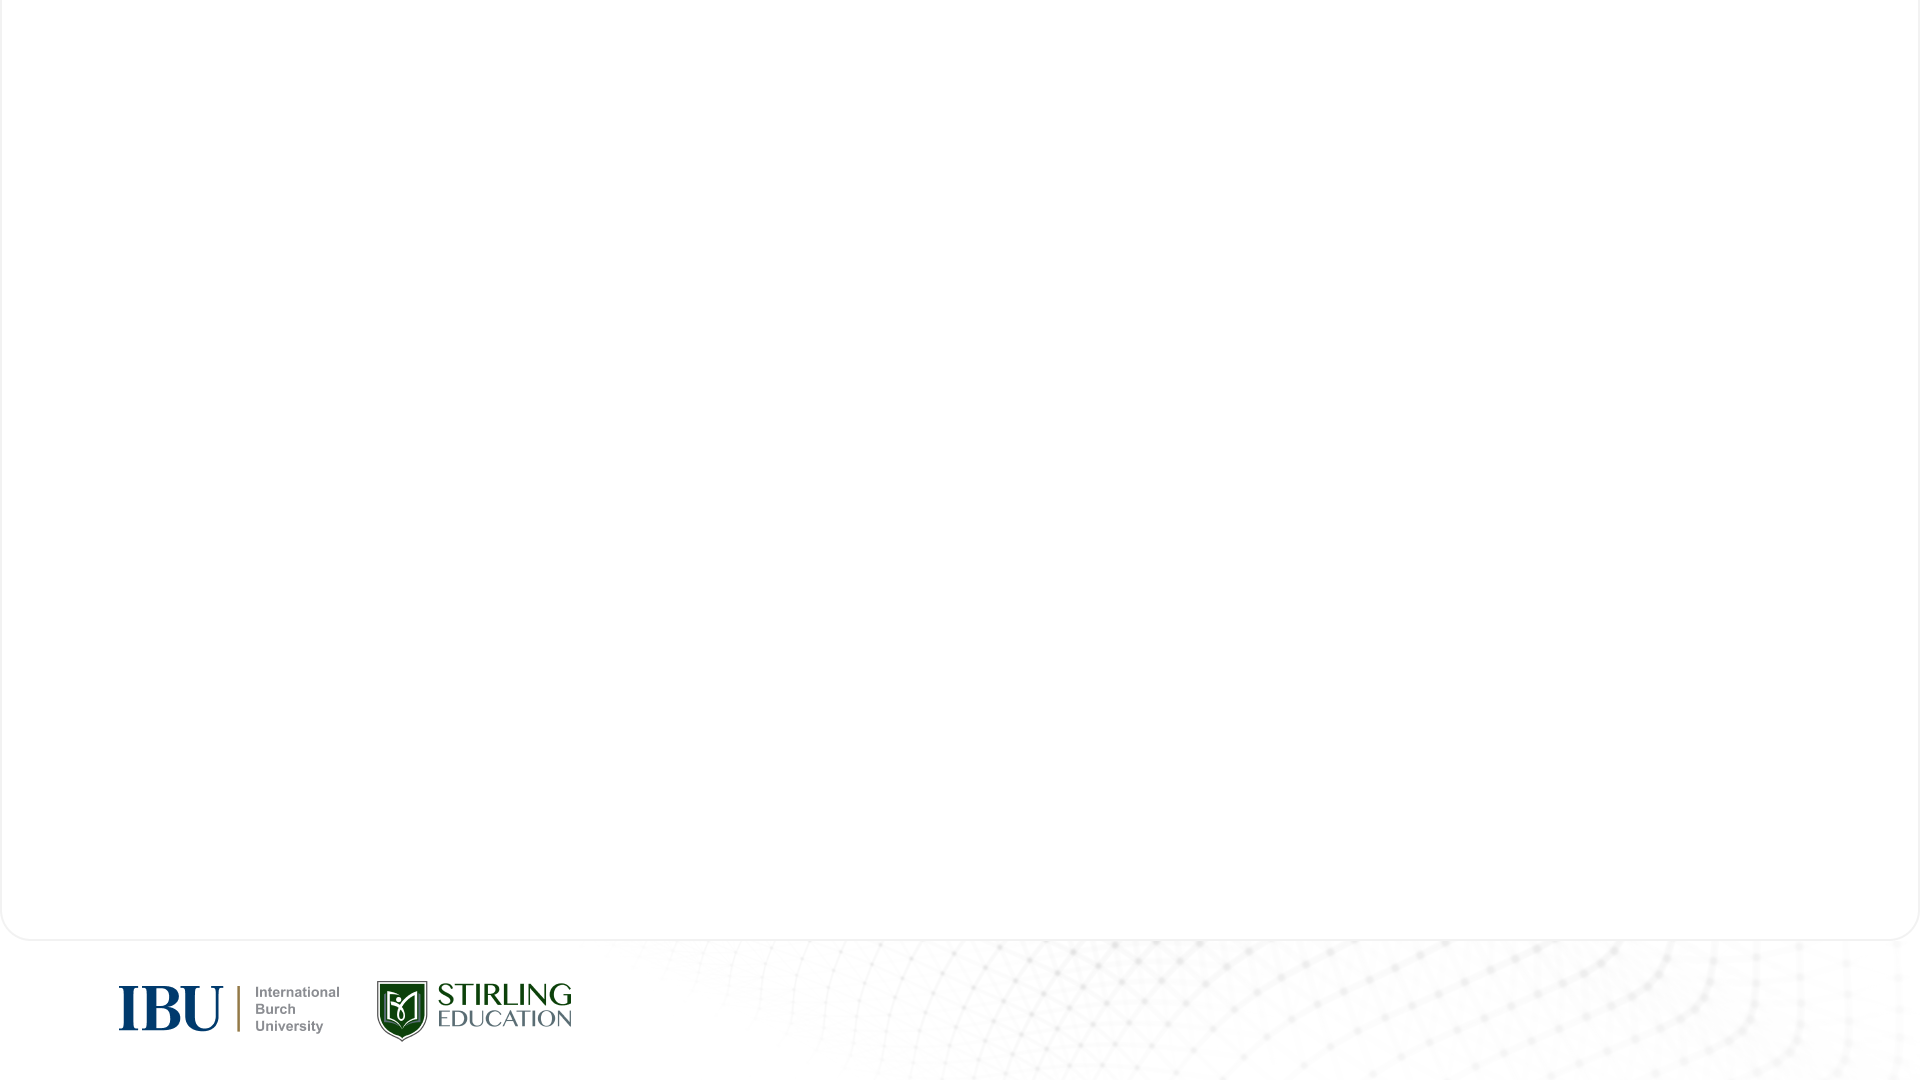 IBU
International
Burch
University
STIRLING
EDUCATION